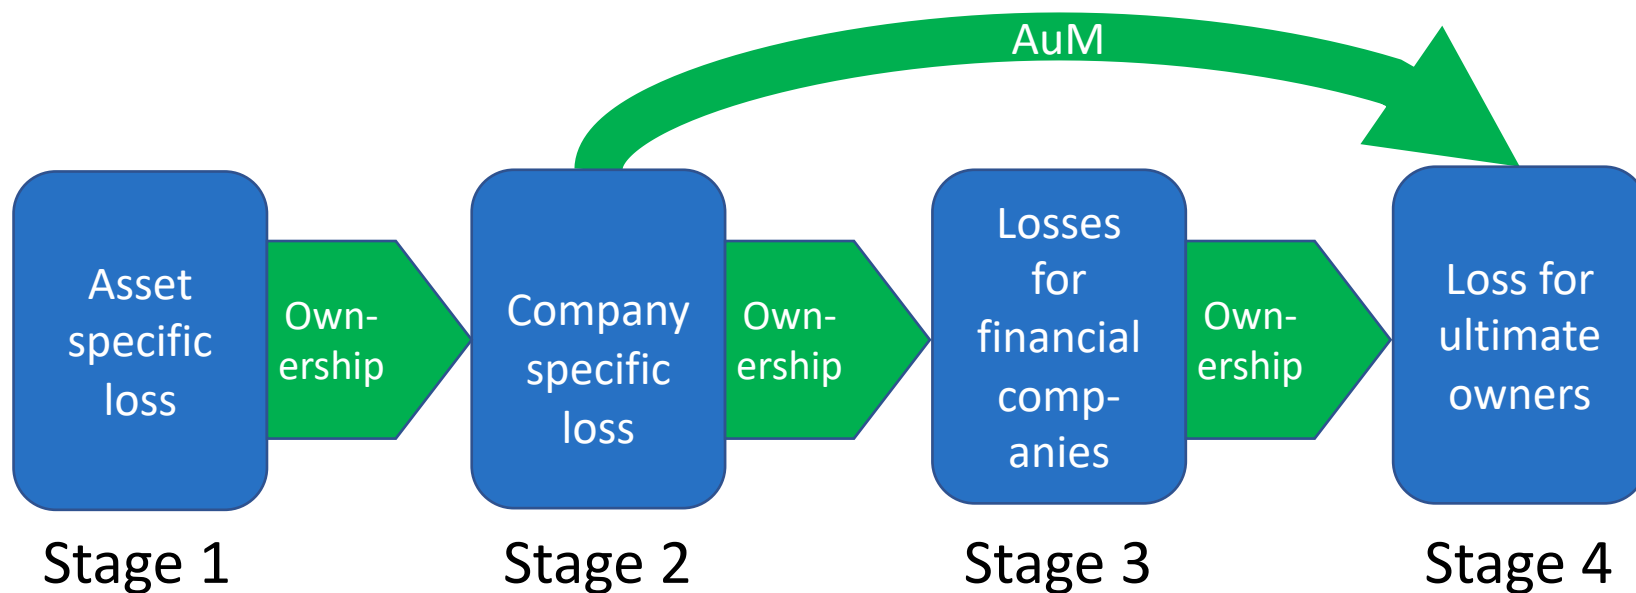 AuM
Asset
specific
loss
Own-
ership
Company
specific
loss
Own-
ership
Losses
for
financial
comp-
anies
Own-
ership
Loss for
ultimate
owners
Stage 1
Stage 2
Stage 3
Stage 4